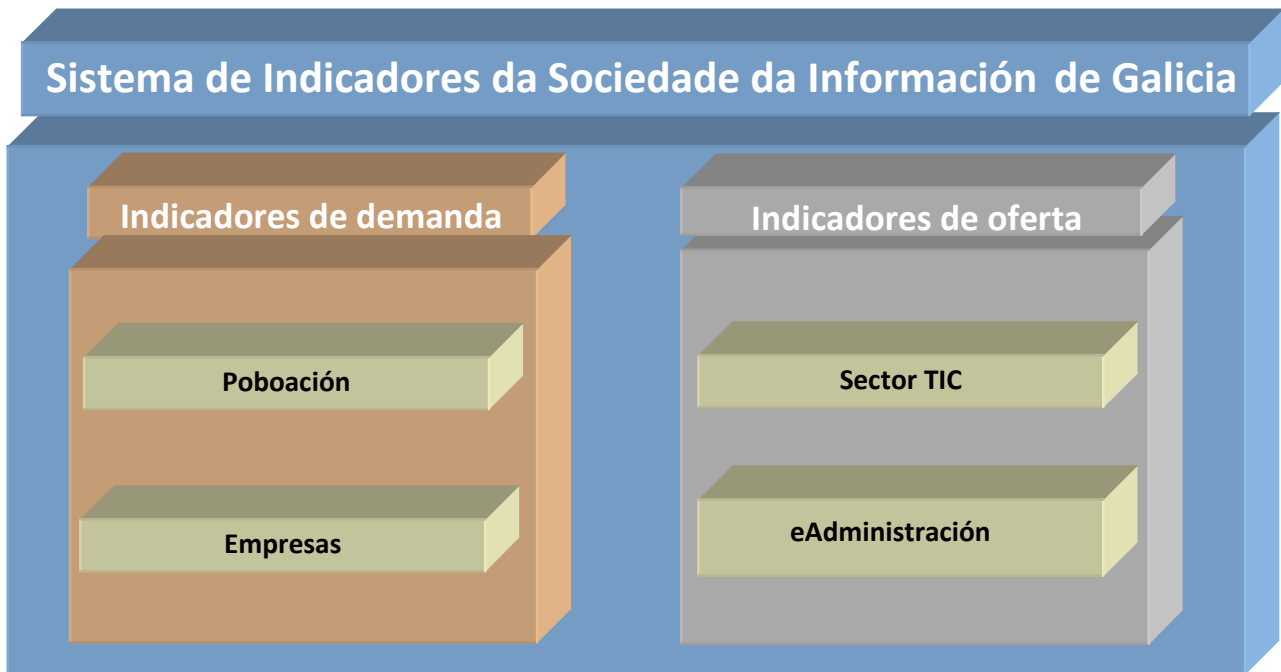 Sistema de Indicadores da Sociedade da Información de Galicia
Indicadores de demanda
Poboación
Empresas
Indicadores de oferta
Sector TIC
eAdministración